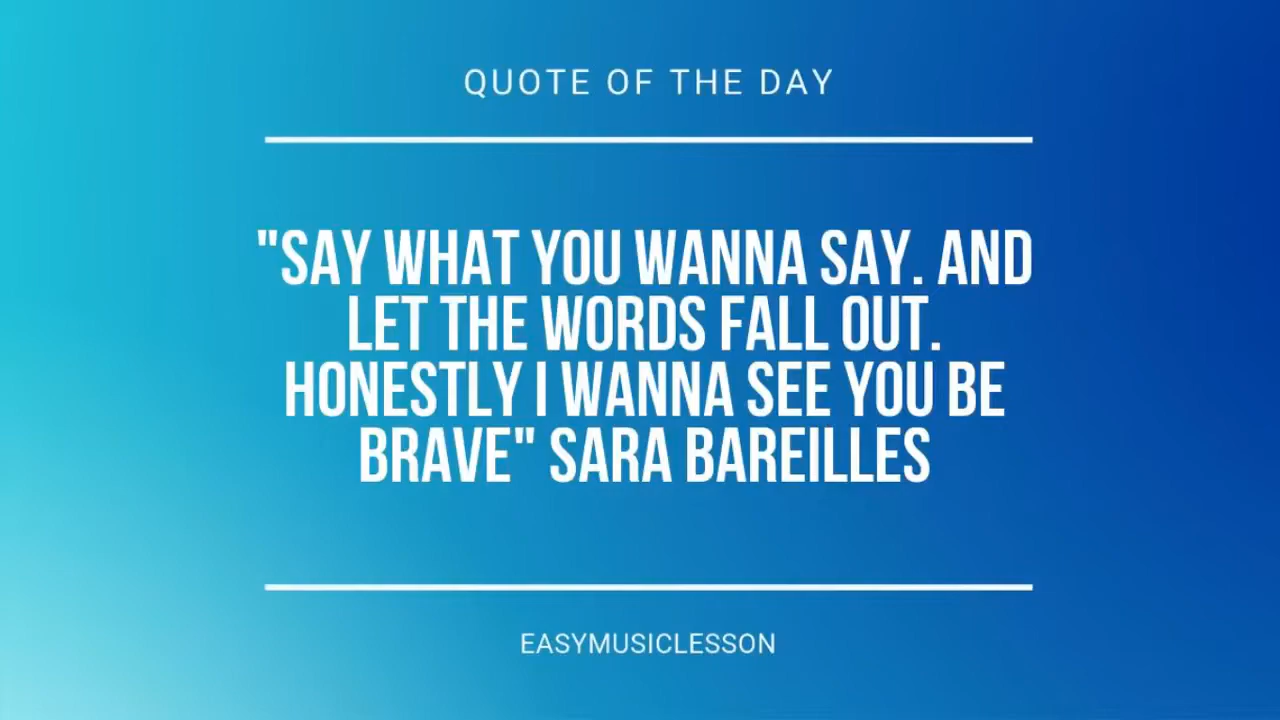 QUOTE OF THE DAY
"SAY WHAT YOU WANNA SAY. AND
LET THE WORDS FALL OUT.
HONESTLY I WANNA SEE YOU BE
BRAVE" SARA BAREILLES
EASYMUSICLESSON